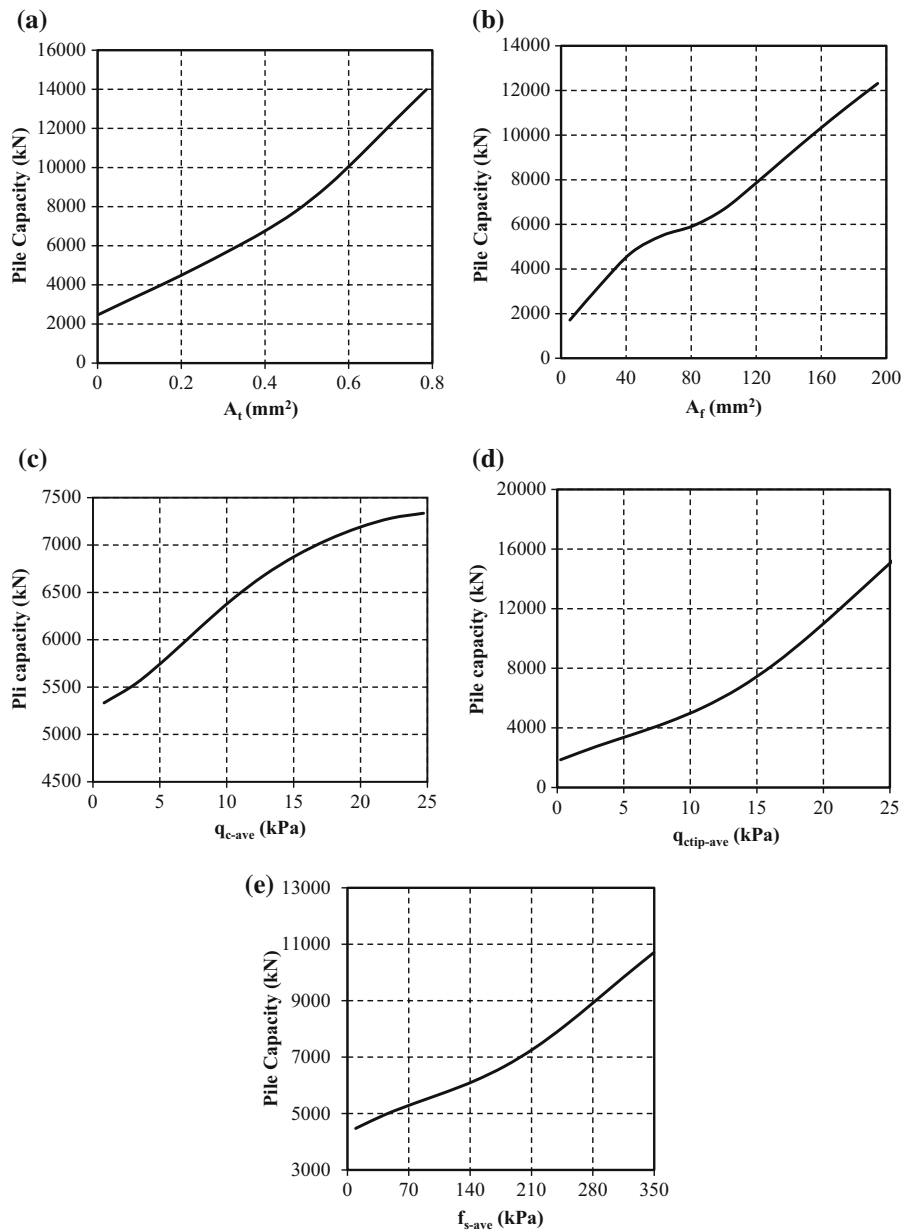 (a)
16000
14000
12000
10000
8000
6000
4000
2000
0
Pile Capacity (kN)
0 0.2 0.4 0.6 0.8
At (mm²)
(b)
14000
12000
10000
8000
6000
4000
2000
0
Pile Capacity (kN)
0 40 80 120 160 200
Af (mm²)
(c)
7500
7000
6500
6000
5500
5000
4500
Pli capacity (kN)
0 5 10 15 20 25
qc-ave (kPa)
(d)
20000
16000
12000
8000
4000
0
Pile capacity (kN)
0 5 10 15 20 25
qctip-ave (kPa)
(e)
13000
11000
9000
7000
5000
3000
Pile Capacity (kN)
0 70 140 210 280 350
fs-ave (kPa)